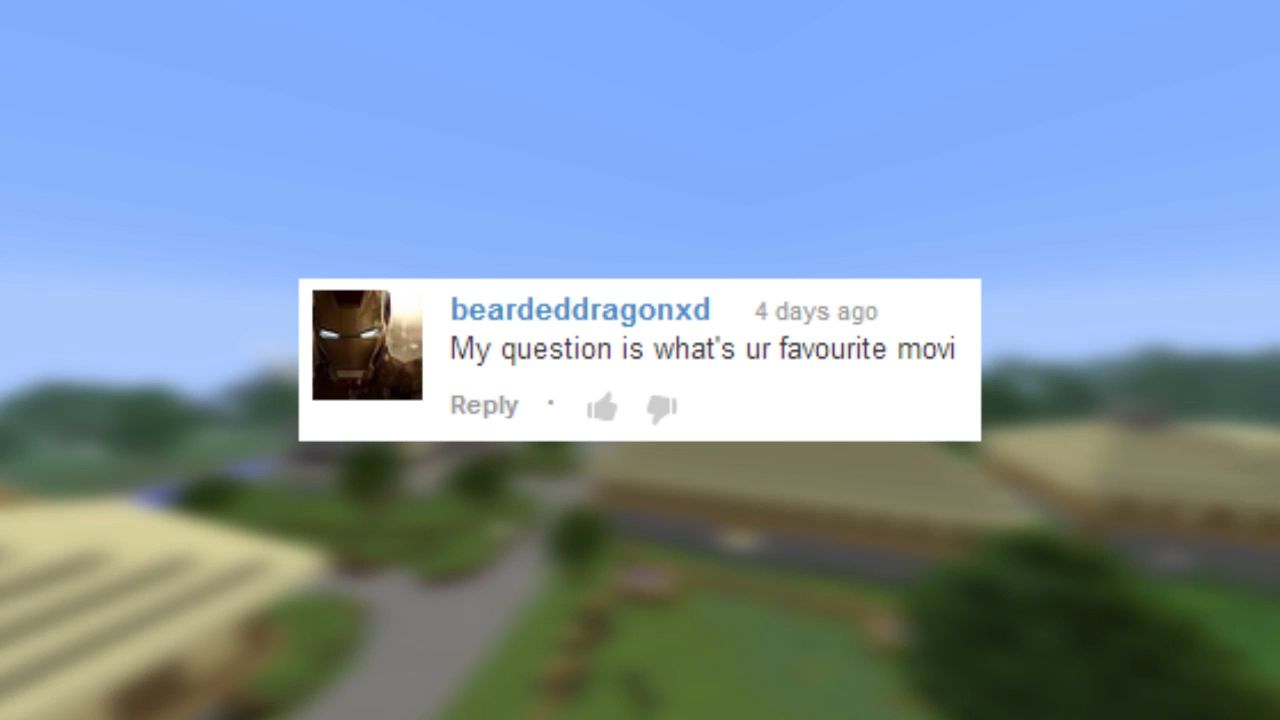 beardeddragonxd 4 days ago
My question is what's ur favourite movi
Reply ·